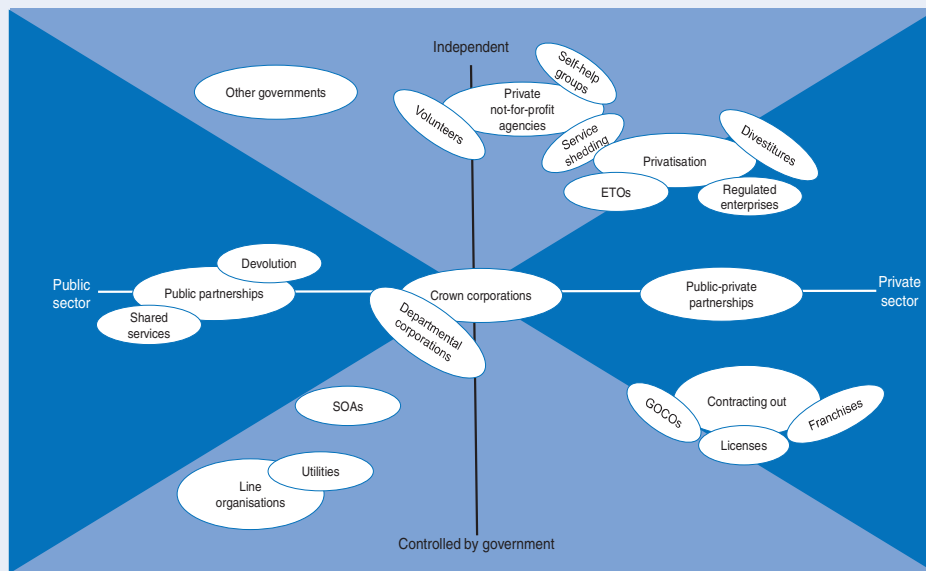 Independent
Self-help
groups
Other governments
Private
not-for-profit
agencies
Volunteers
Service
shedding
Divestitures
Privatisation
ETOs
Regulated
enterprises
Devolution
Public
sector
Public partnerships
Crown corporations
Public-private
partnerships
Private
sector
Shared
services
Departmental
corporations
SOAs
GOCOs
Contracting out
Franchises
Licenses
Utilities
Line
organisations
Controlled by government